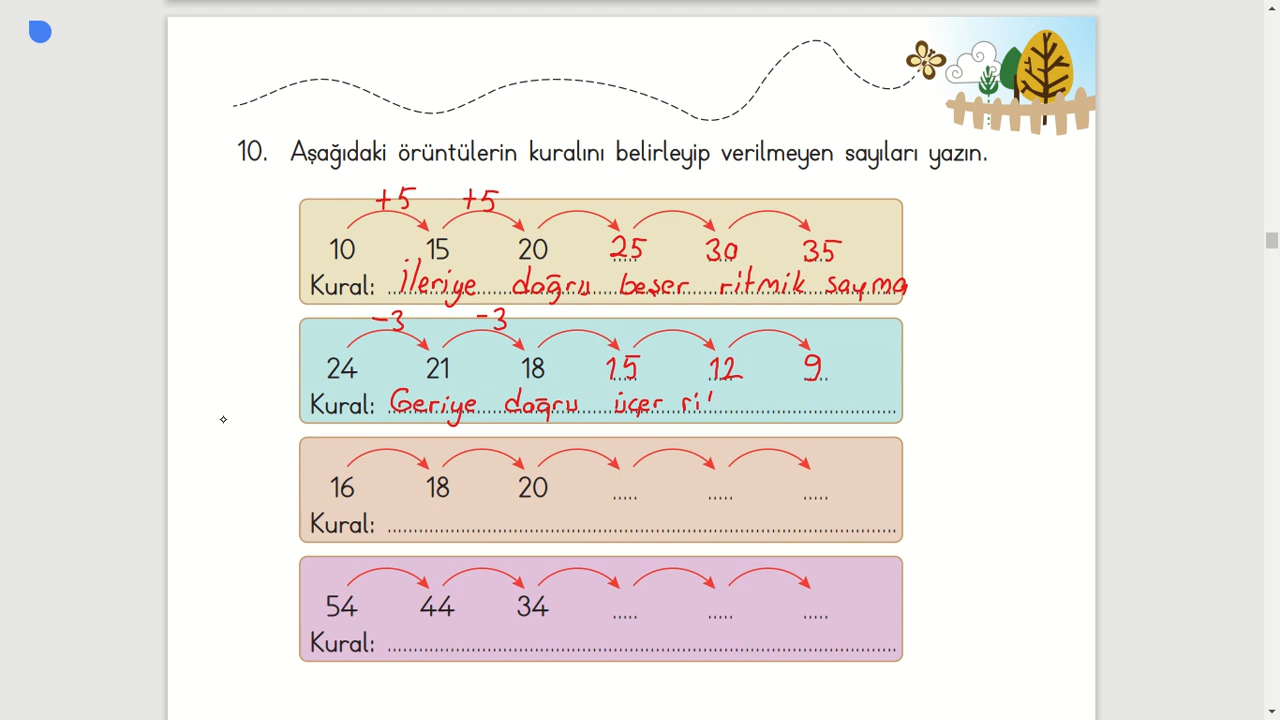 10. Aşağıdaki örüntülerin kuralını belirleyip verilmeyen sayıları yazın.
+5 +5
10 15 20 25 30 35
Kural: İleriye doğru beşer ritmik sayma
-3 -3
24 21 18 15 12 9
Kural: Geriye doğru üçer ri
16 18 20 ..... ..... .....
Kural: ..........
54 44 34 ..... ..... .....
Kural: ..........